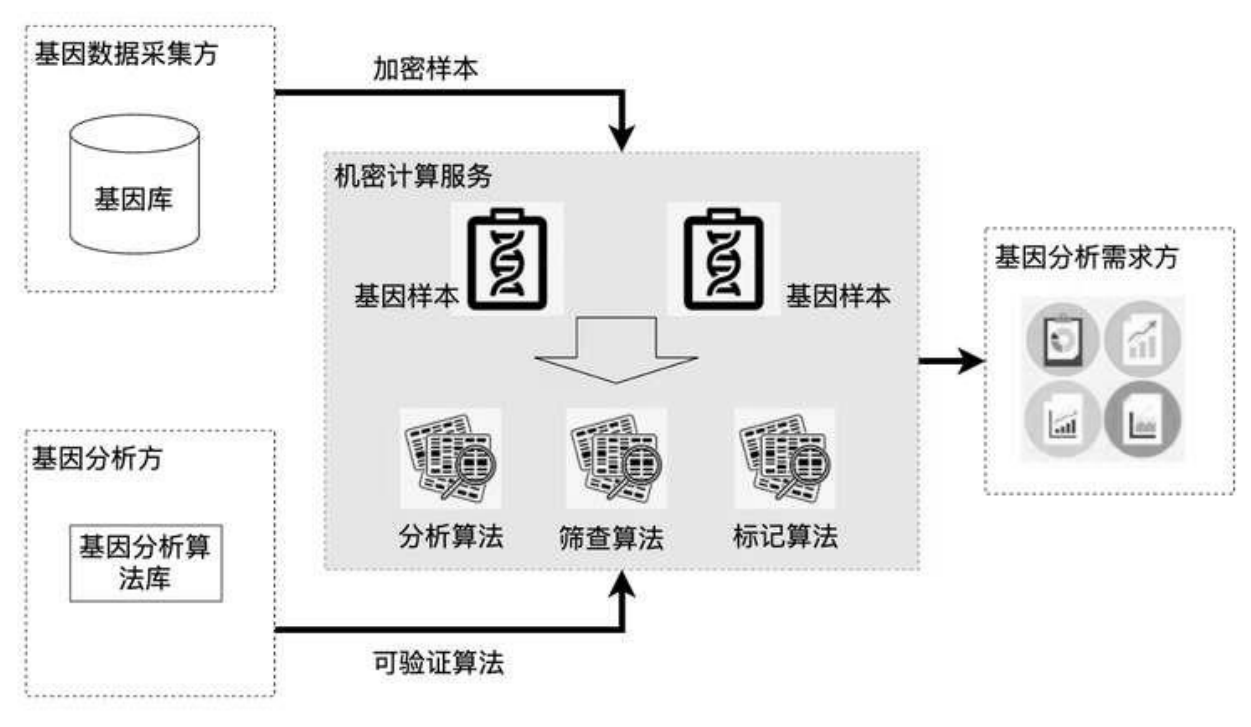 基因数据采集方
加密样本
基因库
机密计算服务
基因样本
基因样本
基因分析需求方
基因分析方
基因分析算
法库
分析算法
筛查算法
标记算法
可验证算法